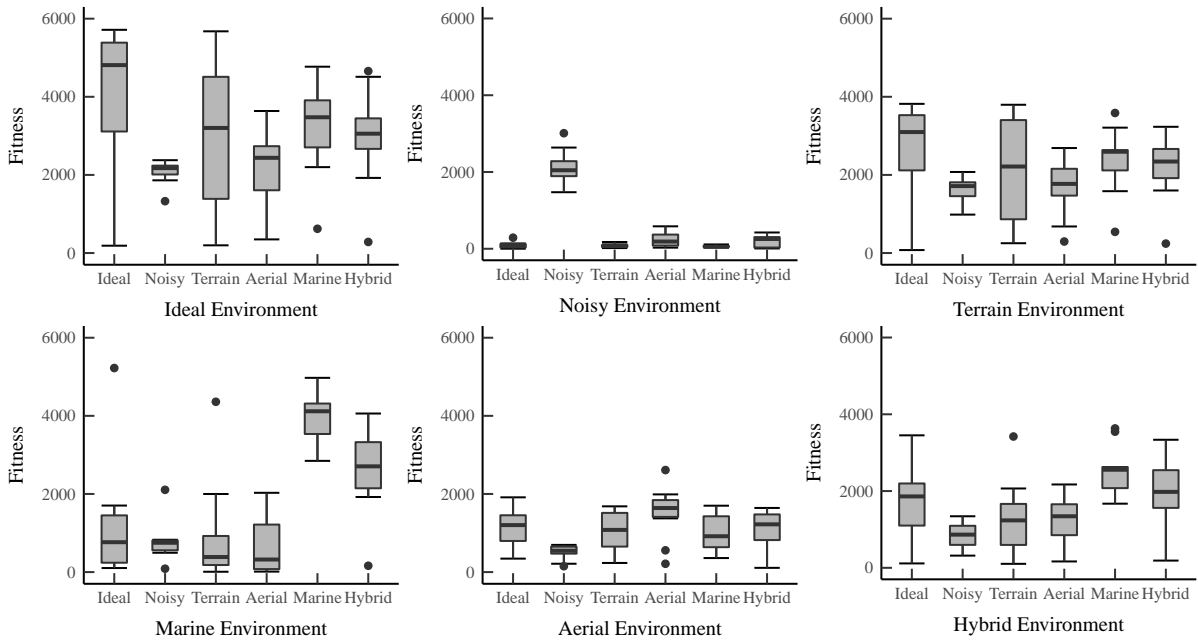 6000
4000
2000
0
Fitness
Ideal Noisy Terrain Aerial Marine Hybrid
Ideal Environment
6000
4000
2000
0
Fitness
Ideal Noisy Terrain Aerial Marine Hybrid
Noisy Environment
6000
4000
2000
0
Fitness
Ideal Noisy Terrain Aerial Marine Hybrid
Terrain Environment
6000
4000
2000
0
Fitness
Ideal Noisy Terrain Aerial Marine Hybrid
Marine Environment
6000
4000
2000
0
Fitness
Ideal Noisy Terrain Aerial Marine Hybrid
Aerial Environment
6000
4000
2000
0
Fitness
Ideal Noisy Terrain Aerial Marine Hybrid
Hybrid Environment